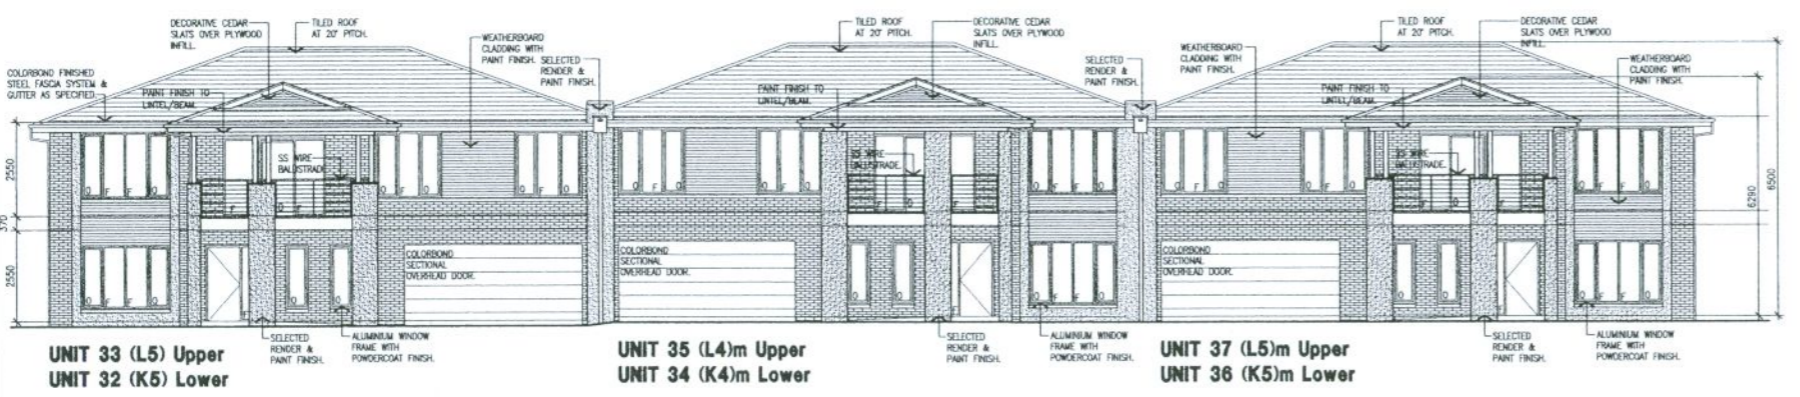 DECORATIVE CEDAR
SLATS OVER PLYWOOD
INFILL.
TILED ROOF
AT 20° PITCH.
WEATHERBOARD
CLADDING WITH
PAINT FINISH.
SELECTED
RENDER &
PAINT FINISH.
COLORBOND FINISHED
STEEL FASCIA SYSTEM &
GUTTER AS SPECIFIED.
PAINT FINISH TO
LINTEL/BEAM.
SS WIRE
BALUSTRADE.
COLORBOND
SECTIONAL
OVERHEAD DOOR.
2550
370
2550
SELECTED
RENDER &
PAINT FINISH.
ALUMINIUM WINDOW
FRAME WITH
POWDERCOAT FINISH.
UNIT 33 (L5) Upper
UNIT 32 (K5) Lower
TILED ROOF
AT 20° PITCH.
DECORATIVE CEDAR
SLATS OVER PLYWOOD
INFILL.
SELECTED
RENDER &
PAINT FINISH.
PAINT FINISH TO
LINTEL/BEAM.
SS WIRE
BALUSTRADE.
COLORBOND
SECTIONAL
OVERHEAD DOOR.
SELECTED
RENDER &
PAINT FINISH.
ALUMINIUM WINDOW
FRAME WITH
POWDERCOAT FINISH.
UNIT 35 (L4)m Upper
UNIT 34 (K4)m Lower
WEATHERBOARD
CLADDING WITH
PAINT FINISH.
TILED ROOF
AT 20° PITCH.
DECORATIVE CEDAR
SLATS OVER PLYWOOD
INFILL.
WEATHERBOARD
CLADDING WITH
PAINT FINISH.
PAINT FINISH TO
LINTEL/BEAM.
SS WIRE
BALUSTRADE.
COLORBOND
SECTIONAL
OVERHEAD DOOR.
6290
6500
SELECTED
RENDER &
PAINT FINISH.
ALUMINIUM WINDOW
FRAME WITH
POWDERCOAT FINISH.
UNIT 37 (L5)m Upper
UNIT 36 (K5)m Lower